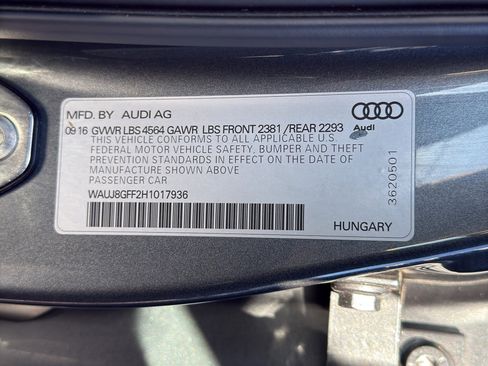 MFD. BY AUDI AG
09 16 GVWR LBS 4564 GAWR LBS FRONT 2381 /REAR 2293
Audi
THIS VEHICLE CONFORMS TO ALL APPLICABLE U.S.
FEDERAL MOTOR VEHICLE SAFETY, BUMPER AND THEFT
PREVENTION STANDARDS IN EFFECT ON THE DATE
OF MANUFACTURE SHOWN ABOVE
PASSENGER CAR
WAUJ8GFF2H1017936
3620501
HUNGARY